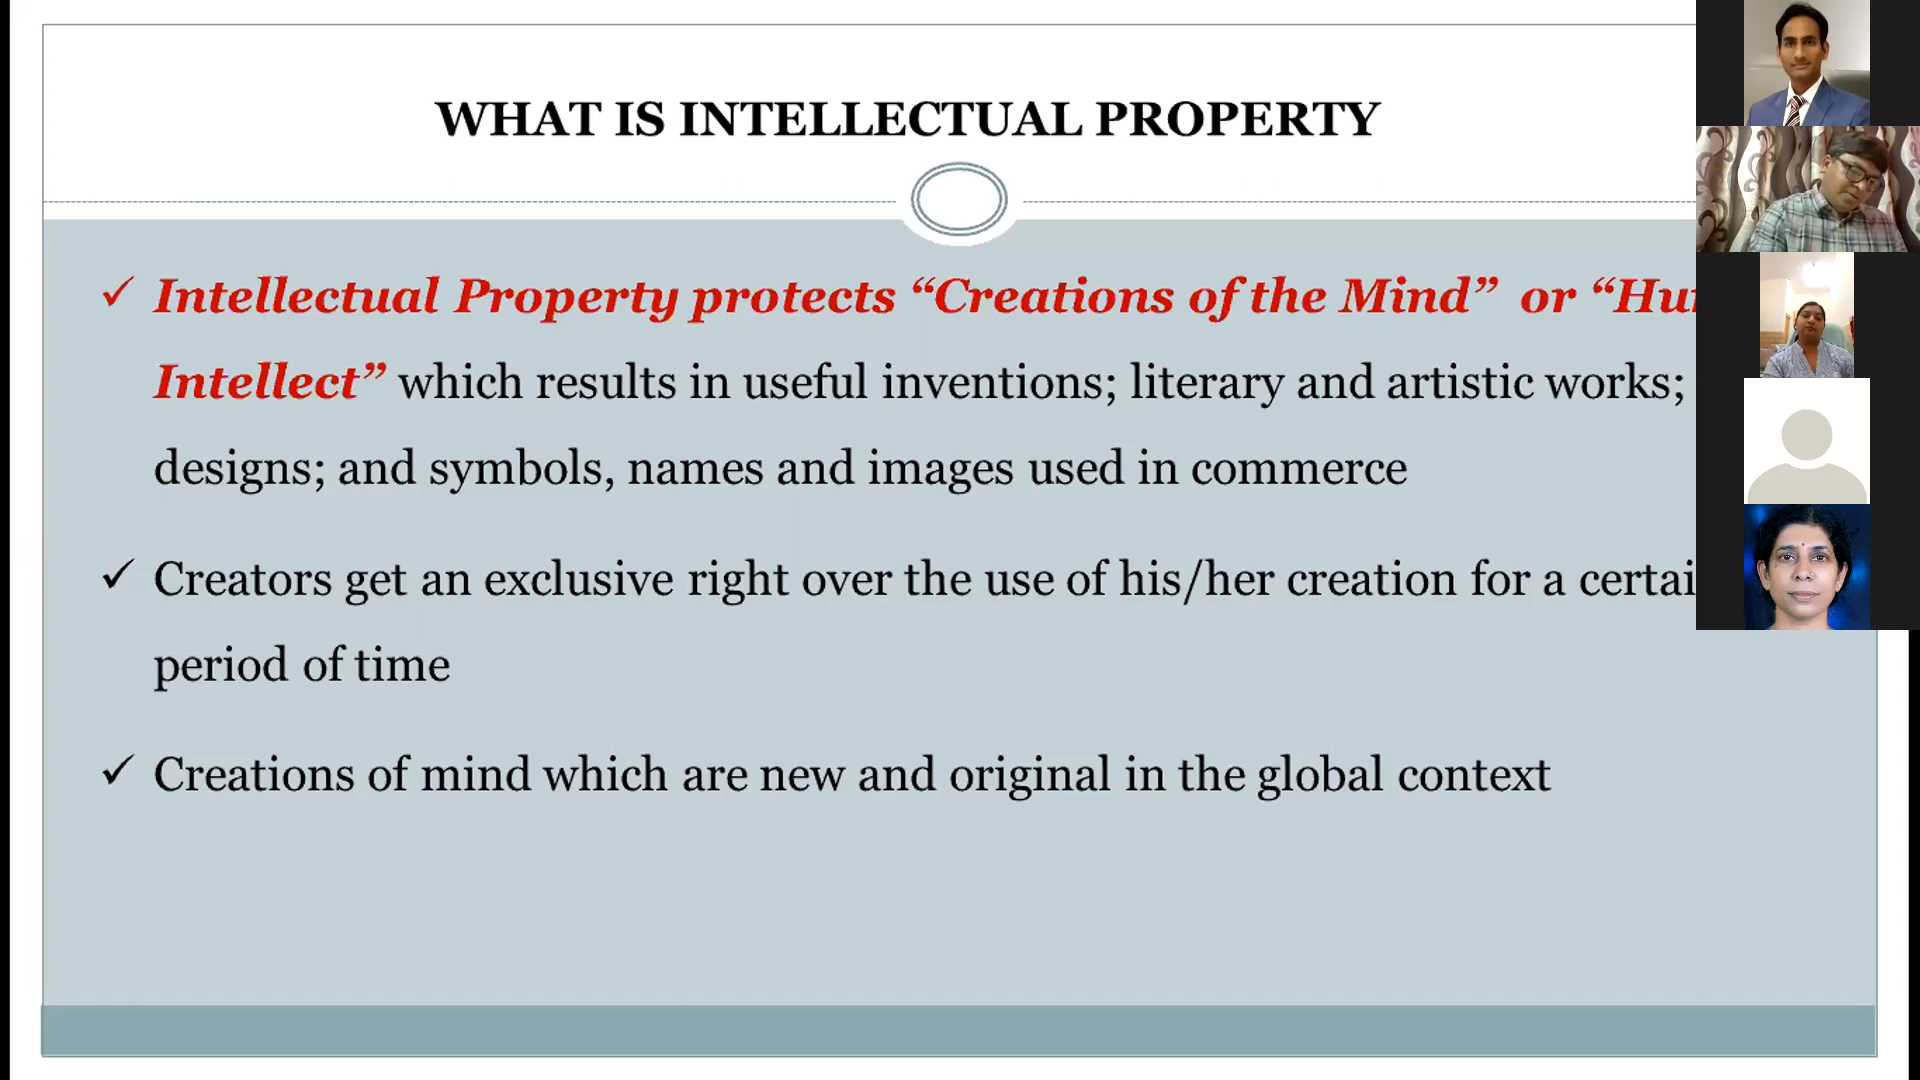 WHAT IS INTELLECTUAL PROPERTY
✓ Intellectual Property protects “Creations of the Mind” or
Intellect” which results in useful inventions; literary and artistic works;
designs; and symbols, names and images used in commerce
✓ Creators get an exclusive right over the use of his/her creation for a
period of time
✓ Creations of mind which are new and original in the global context